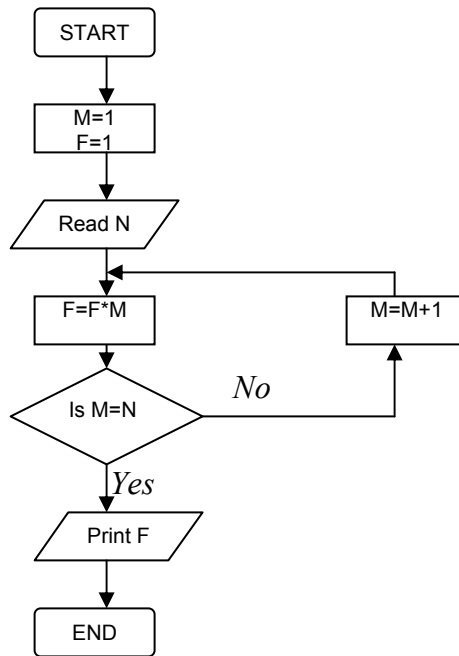 START
M=1
F=1
Read N
F=F*M
M=M+1
Is M=N
No
Yes
Print F
END